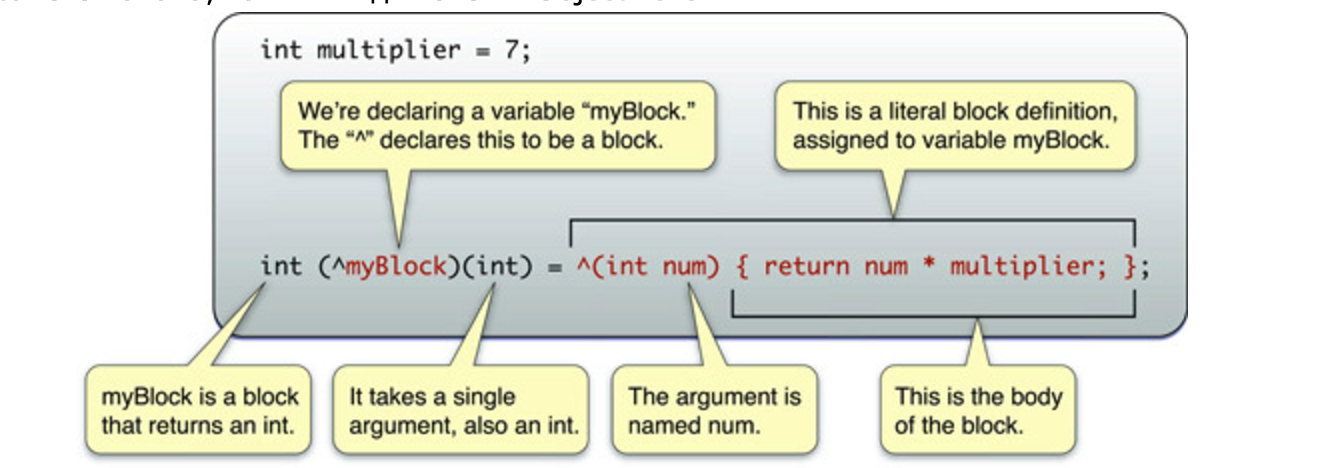 int multiplier = 7;
We're declaring a variable “myBlock.”
The “^” declares this to be a block.
This is a literal block definition,
assigned to variable myBlock.
int (^myBlock)(int) = ^(int num) { return num * multiplier; };
myBlock is a block
that returns an int.
It takes a single
argument, also an int.
The argument is
named num.
This is the body
of the block.